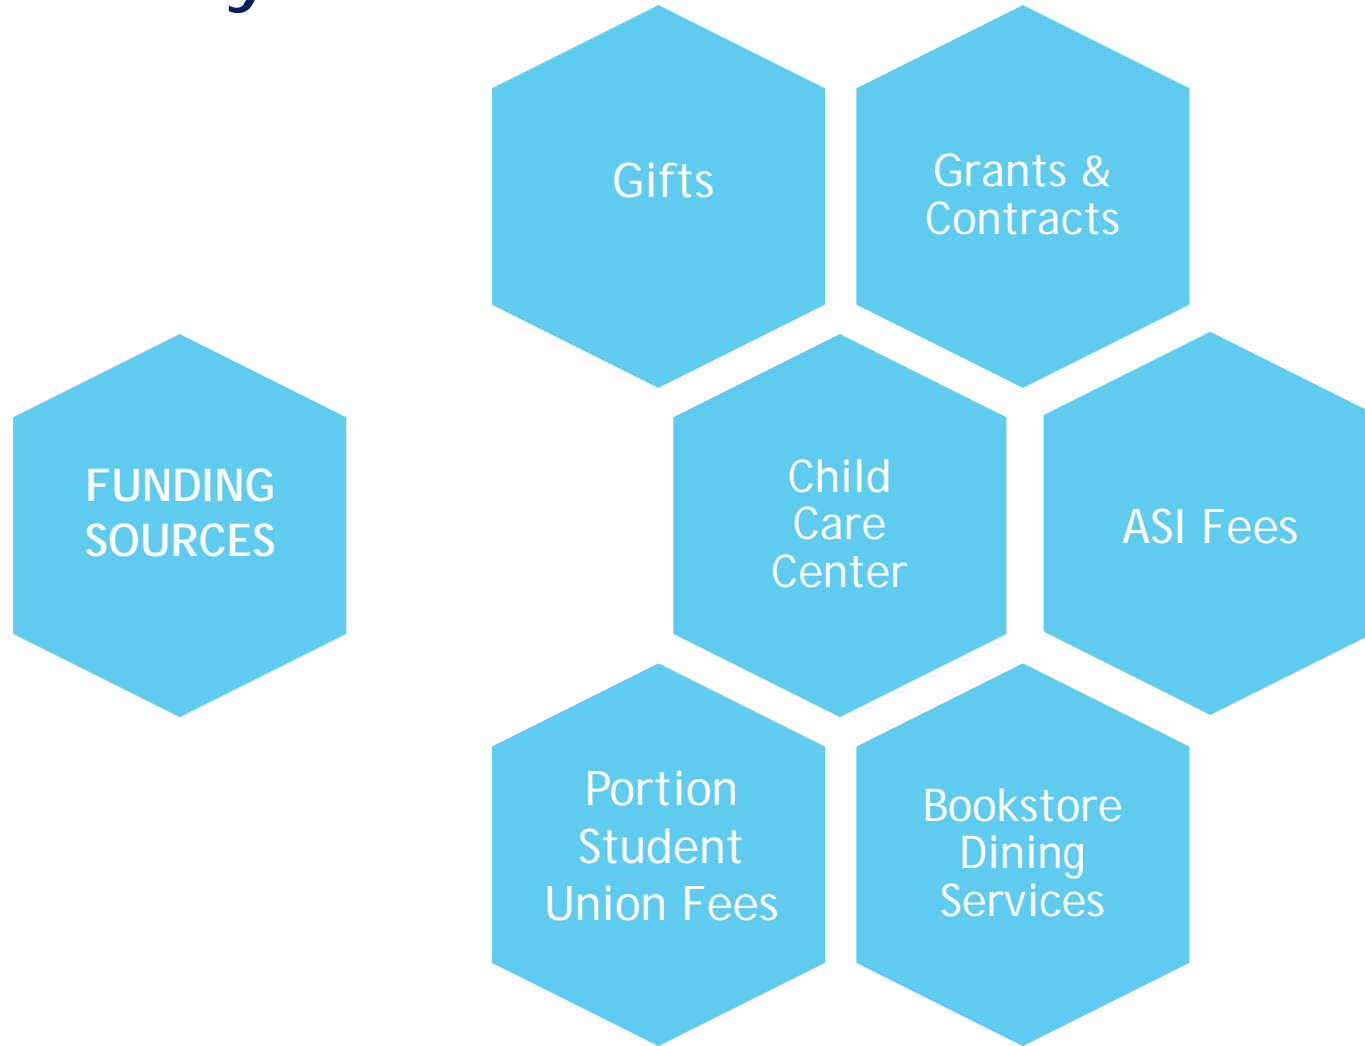 Gifts
Grants &
Contracts
FUNDING
SOURCES
Child
Care
Center
ASI Fees
Portion
Student
Union Fees
Bookstore
Dining
Services